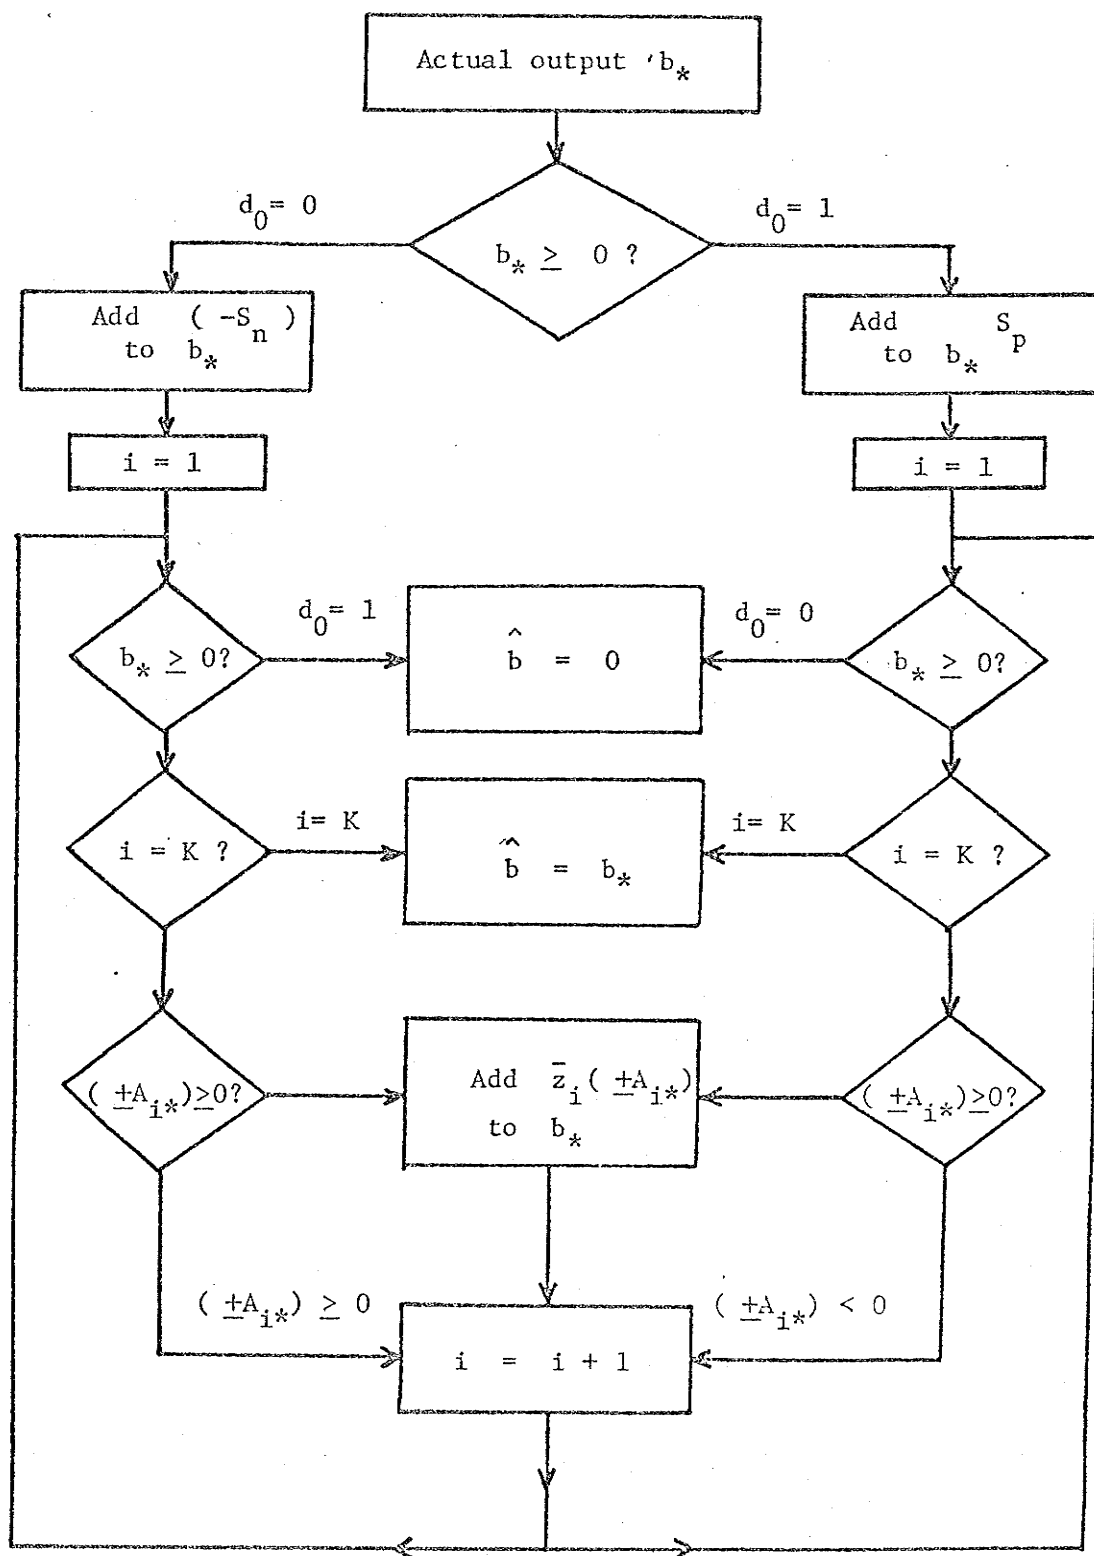 Actual output 'b*
d0= 0
d0= 1
b* ≥ 0 ?
Add ( -Sn )
to b*
Add Sp
to b*
i = 1
i = 1
d0= 1
d0= 0
b* ≥ 0?
b̂ = 0
b* ≥ 0?
i= K
i= K
i = K ?
b̂ = b*
i = K ?
( ±Ai*)≥0?
Add z̄i( ±Ai*)
to b*
( ±Ai*)≥0?
( ±Ai*) ≥ 0
( ±Ai*) < 0
i = i + 1